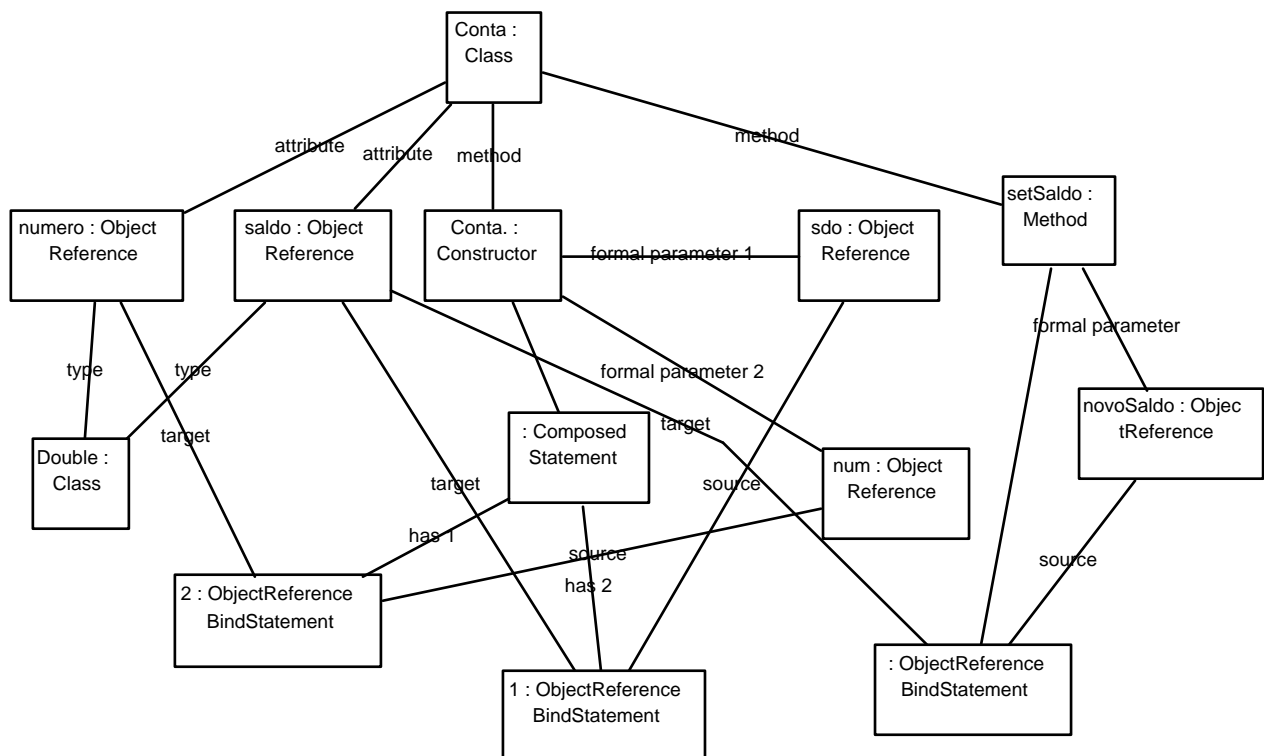 Conta :
Class
attribute
attribute
method
method
numero : Object
Reference
saldo : Object
Reference
Conta. :
Constructor
formal parameter 1
sdo : Object
Reference
setSaldo :
Method
formal parameter
type
type
formal parameter 2
target
target
Double :
Class
: Composed
Statement
novoSaldo : Objec
tReference
num : Object
Reference
target
source
has 1
source
has 2
source
2 : ObjectReference
BindStatement
1 : ObjectReference
BindStatement
: ObjectReference
BindStatement